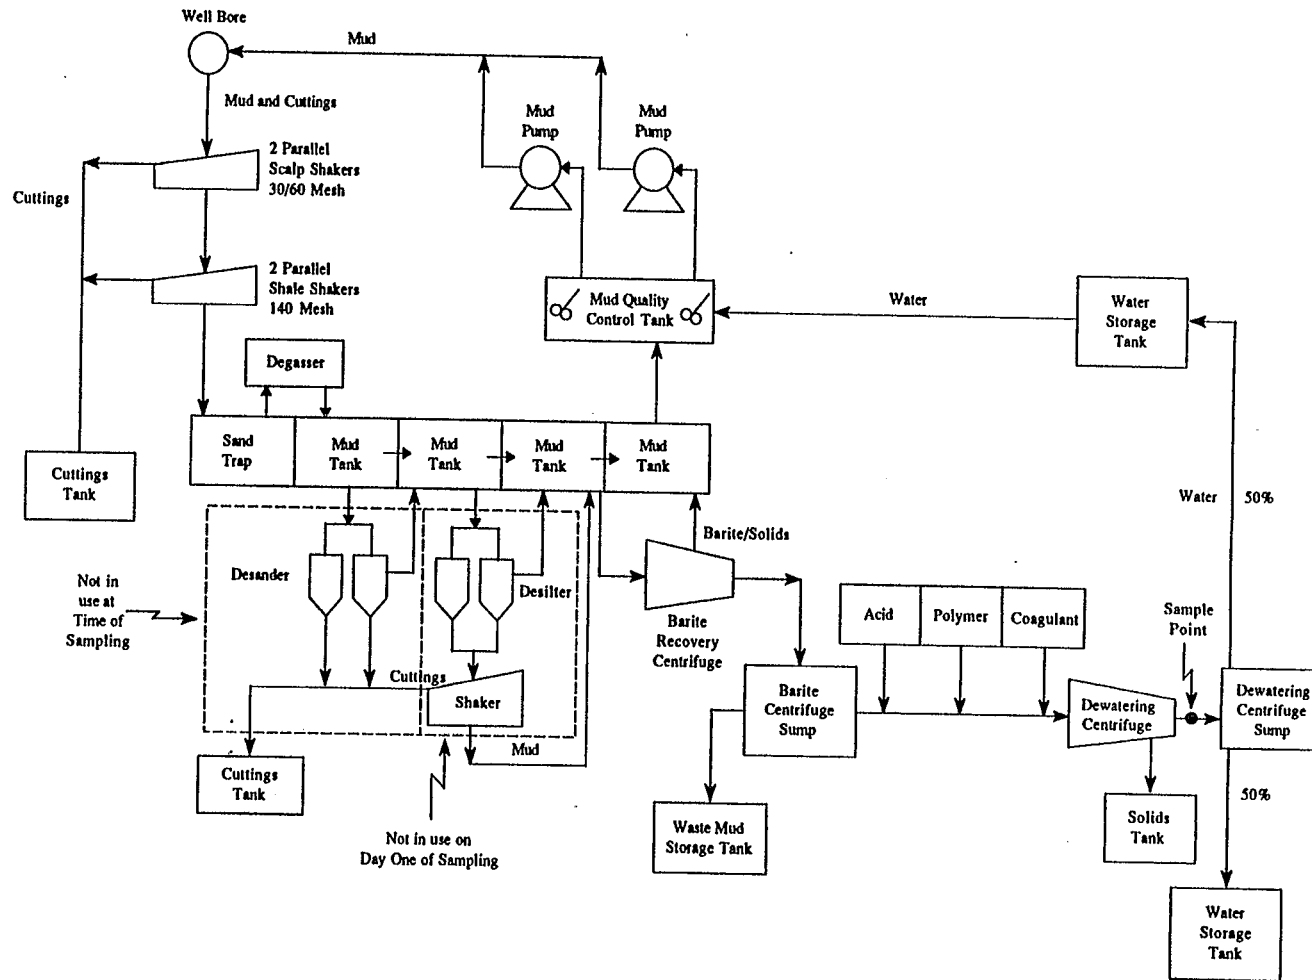 Well Bore
Mud
Mud and Cuttings
Mud
Pump
Mud
Pump
2 Parallel
Scalp Shakers
30/60 Mesh
Cuttings
2 Parallel
Shale Shakers
140 Mesh
Mud Quality
Control Tank
Water
Water
Storage
Tank
Degasser
Sand
Trap
Mud
Tank
Mud
Tank
Mud
Tank
Mud
Tank
Cuttings
Tank
Water
50%
Barite/Solids
Desander
Desilter
Not in
use at
Time of
Sampling
Barite
Recovery
Centrifuge
Acid
Polymer
Coagulant
Sample
Point
Cuttings
Shaker
Mud
Barite
Centrifuge
Sump
Dewatering
Centrifuge
Dewatering
Centrifuge
Sump
Cuttings
Tank
Not in use on
Day One of Sampling
Waste Mud
Storage Tank
Solids
Tank
50%
Water
Storage
Tank